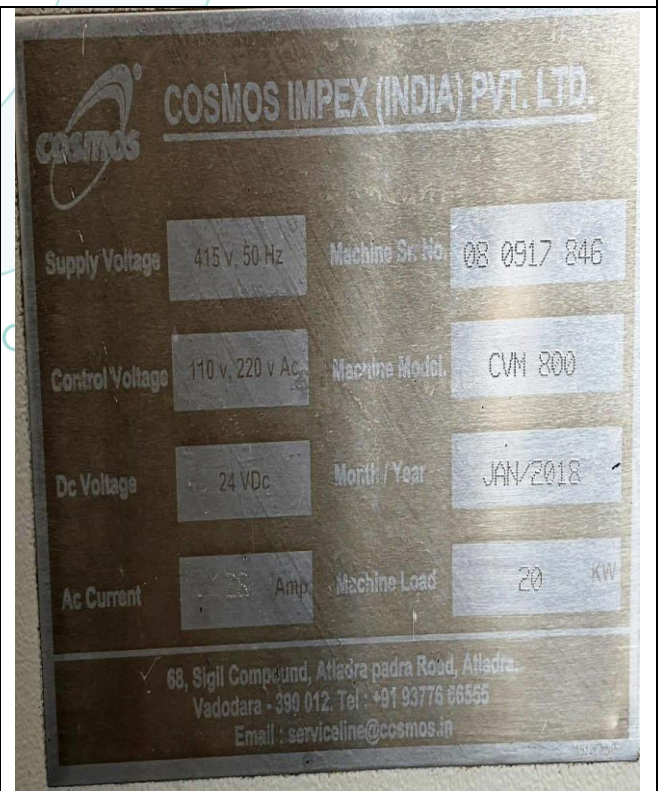 COSMOS
COSMOS IMPEX (INDIA) PVT. LTD.
Supply Voltage 415 v, 50 Hz Machine Sr. No. 08 0917 846
Control Voltage 110 v, 220 v Ac Machine Model. CVM 800
Dc Voltage 24 VDc Month / Year JAN/2018
Ac Current Amp Machine Load 20 KW
68, Sigil Compound, Atladra padra Road, Atladra.
Vadodara - 390 012. Tel : +91 93776 66555
Email : serviceline@cosmos.in